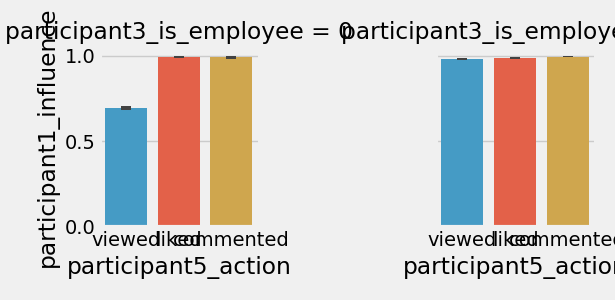 participant3_is_employee = 0
participant3_is_employe
participant1_influence
1.0
0.5
0.0
viewed liked commented
viewed liked commented
participant5_action
participant5_action